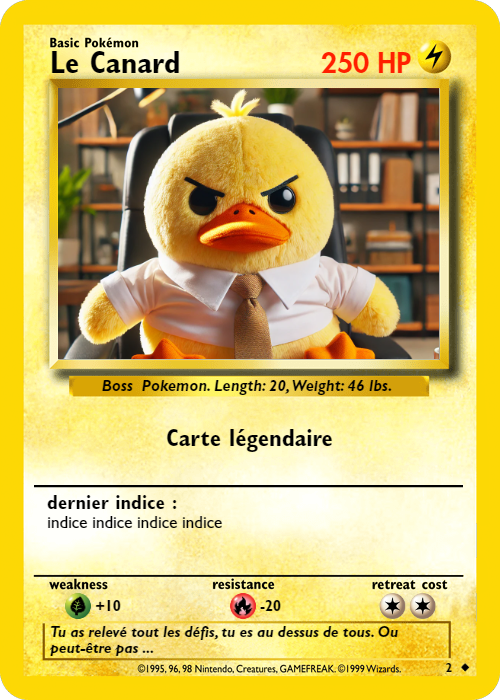 Basic Pokémon
Le Canard
250 HP
Boss Pokemon. Length: 20, Weight: 46 lbs.
Carte légendaire
dernier indice :
indice indice indice indice
weakness resistance retreat cost
+10 -20
Tu as relevé tout les défis, tu es au dessus de tous. Ou
peut-être pas ...
©1995, 96, 98 Nintendo, Creatures, GAMEFREAK. ©1999 Wizards. 2